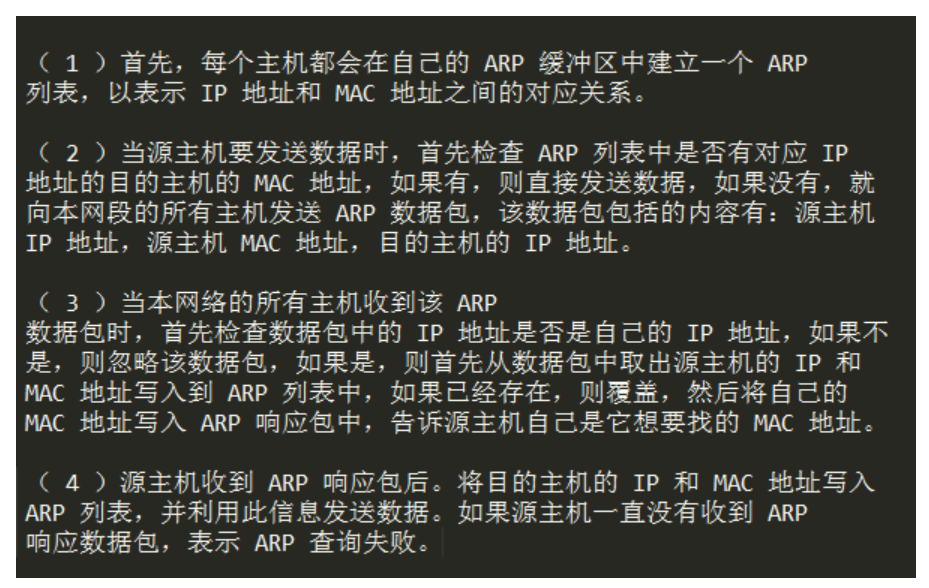 （ 1 ）首先，每个主机都会在自己的 ARP 缓冲区中建立一个 ARP
列表，以表示 IP 地址和 MAC 地址之间的对应关系。
（ 2 ）当源主机要发送数据时，首先检查 ARP 列表中是否有对应 IP
地址的目的主机的 MAC 地址，如果有，则直接发送数据，如果没有，就
向本网段的所有主机发送 ARP 数据包，该数据包包括的内容有：源主机
IP 地址，源主机 MAC 地址，目的主机的 IP 地址。
（ 3 ）当本网络的所有主机收到该 ARP
数据包时，首先检查数据包中的 IP 地址是否是自己的 IP 地址，如果不
是，则忽略该数据包，如果是，则首先从数据包中取出源主机的 IP 和
MAC 地址写入到 ARP 列表中，如果已经存在，则覆盖，然后将自己的
MAC 地址写入 ARP 响应包中，告诉源主机自己是它想要找的 MAC 地址。
（ 4 ）源主机收到 ARP 响应包后。将目的主机的 IP 和 MAC 地址写入
ARP 列表，并利用此信息发送数据。如果源主机一直没有收到 ARP
响应数据包，表示 ARP 查询失败。